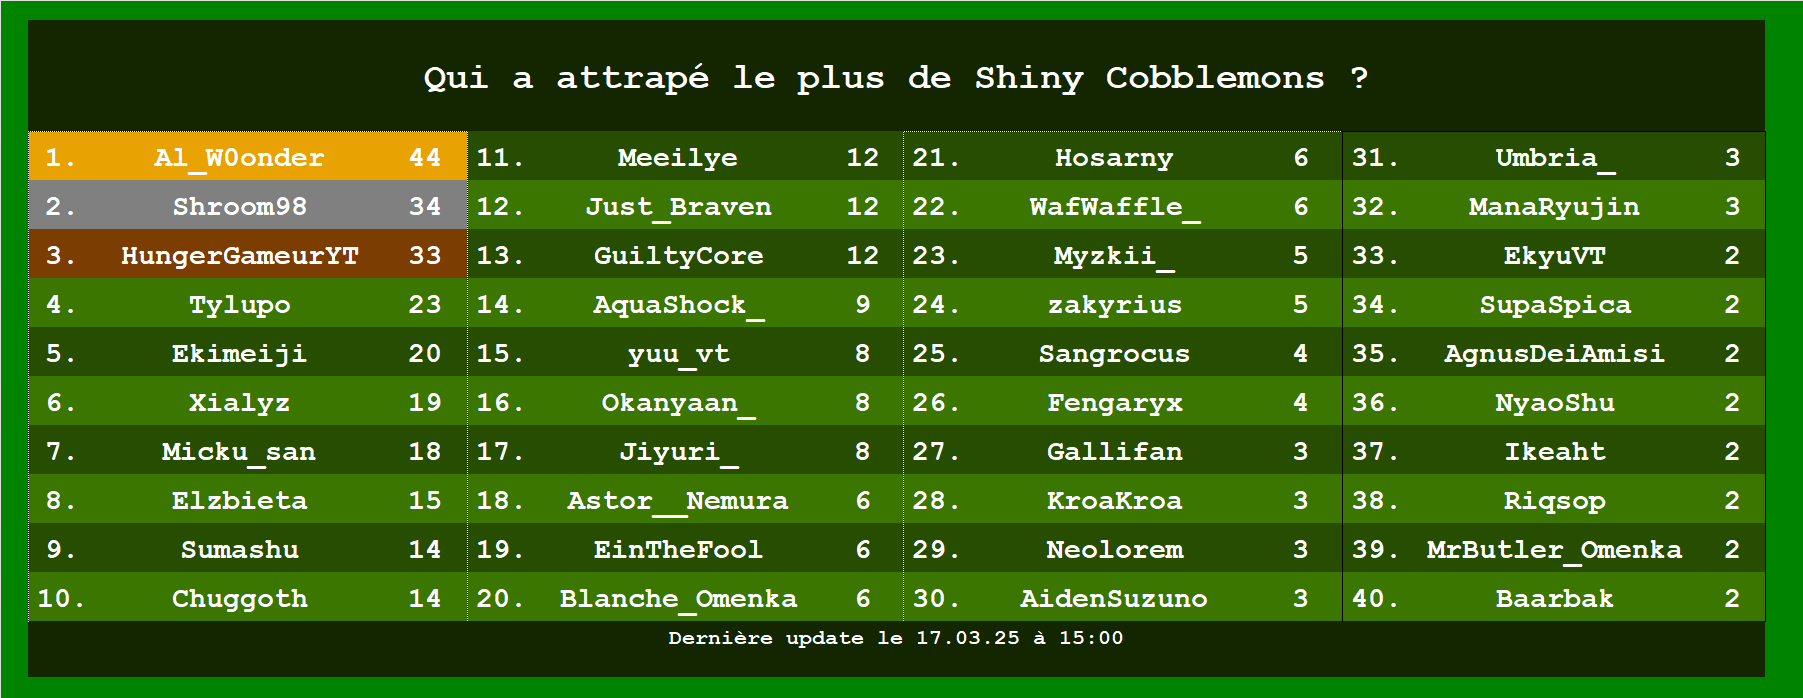 Qui a attrapé le plus de Shiny Cobblemons ?
1. Al_W0onder 44
2. Shroom98 34
3. HungerGameurYT 33
4. Tylupo 23
5. Ekimeiji 20
6. Xialyz 19
7. Micku_san 18
8. Elzbieta 15
9. Sumashu 14
10. Chuggoth 14
11. Meeilye 12
12. Just_Braven 12
13. GuiltyCore 12
14. AquaShock_ 9
15. yuu_vt 8
16. Okanyaan_ 8
17. Jiyuri_ 8
18. Astor__Nemura 6
19. EinTheFool 6
20. Blanche_Omenka 6
21. Hosarny 6
22. WafWaffle_ 6
23. Myzkii_ 5
24. zakyrius 5
25. Sangrocus 4
26. Fengaryx 4
27. Gallifan 3
28. KroaKroa 3
29. Neolorem 3
30. AidenSuzuno 3
31. Umbria_ 3
32. ManaRyujin 3
33. EkyuVT 2
34. SupaSpica 2
35. AgnusDeiAmisi 2
36. NyaoShu 2
37. Ikeaht 2
38. Riqsop 2
39. MrButler_Omenka 2
40. Baarbak 2
Dernière update le 17.03.25 à 15:00